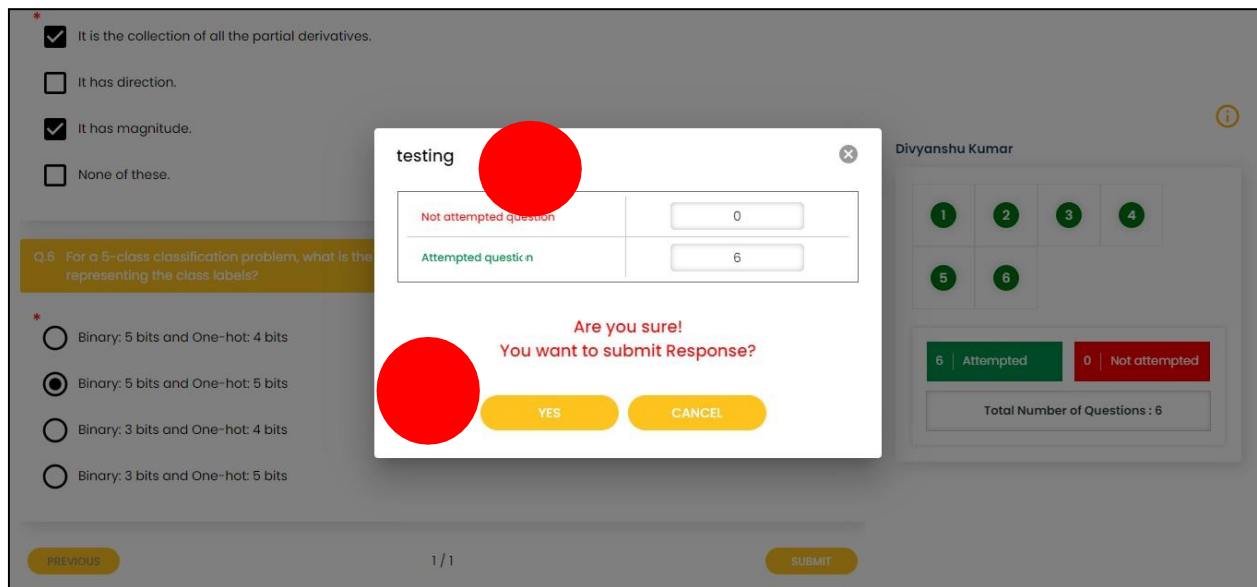 *
It is the collection of all the partial derivatives.
It has direction.
It has magnitude.
None of these.
Q.6 For a 5-class classification problem, what is the
representing the class labels?
*
Binary: 5 bits and One-hot: 4 bits
Binary: 5 bits and One-hot: 5 bits
Binary: 3 bits and One-hot: 4 bits
Binary: 3 bits and One-hot: 5 bits
PREVIOUS
1 / 1
SUBMIT
testing
Not attempted question 0
Attempted question 6
Are you sure!
You want to submit Response?
YES CANCEL
Divyanshu Kumar
1 2 3 4
5 6
6 | Attempted 0 | Not attempted
Total Number of Questions : 6